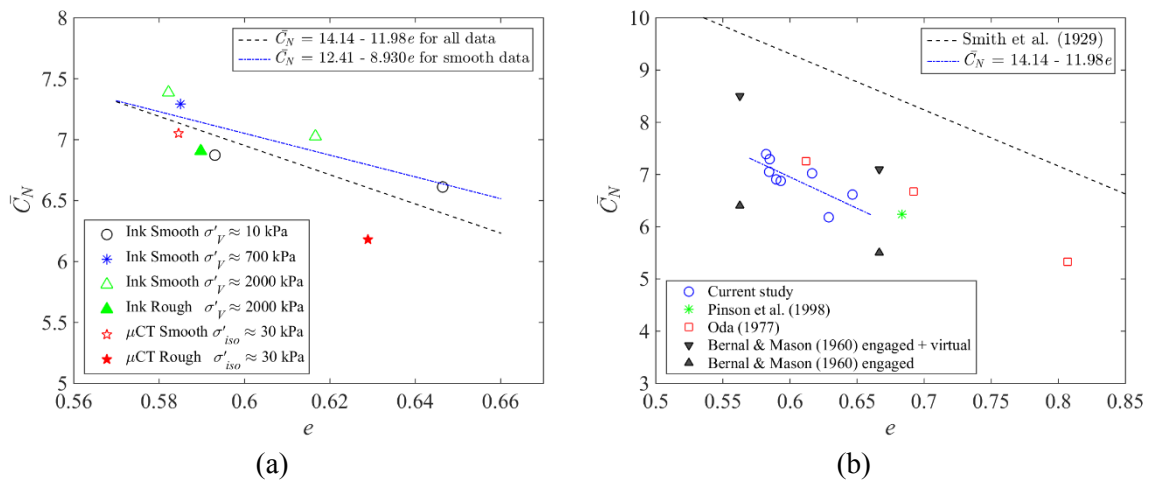 8
7.5
7
6.5
6
5.5
5
0.56
0.58
0.6
0.62
0.64
0.66
C̄_N
e
C̄_N = 14.14 - 11.98e for all data
C̄_N = 12.41 - 8.930e for smooth data
Ink Smooth σ'_V ≈ 10 kPa
Ink Smooth σ'_V ≈ 700 kPa
Ink Smooth σ'_V ≈ 2000 kPa
Ink Rough σ'_V ≈ 2000 kPa
μCT Smooth σ'_iso ≈ 30 kPa
μCT Rough σ'_iso ≈ 30 kPa
(a)
10
9
8
7
6
5
4
3
0.5
0.55
0.6
0.65
0.7
0.75
0.8
0.85
C̄_N
e
Smith et al. (1929)
C̄_N = 14.14 - 11.98e
Current study
Pinson et al. (1998)
Oda (1977)
Bernal & Mason (1960) engaged + virtual
Bernal & Mason (1960) engaged
(b)